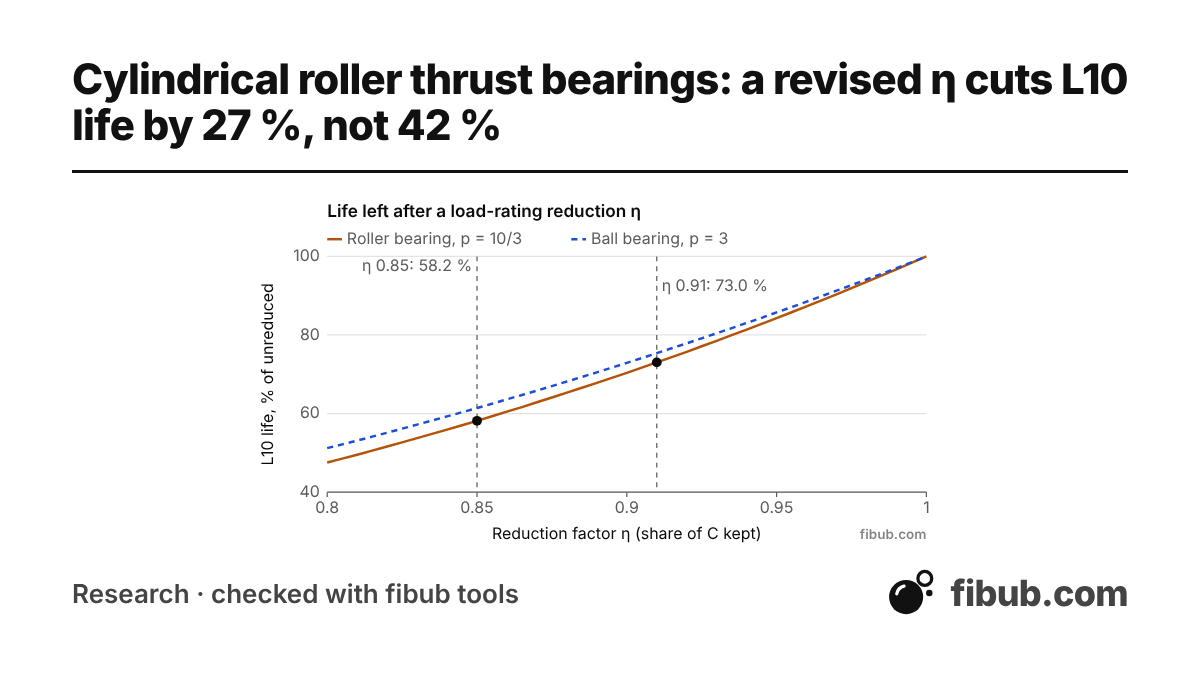 Cylindrical roller thrust bearings: a revised η cuts L10
life by 27 %, not 42 %
Life left after a load-rating reduction η
Roller bearing, p = 10/3
Ball bearing, p = 3
η 0.85: 58.2 %
η 0.91: 73.0 %
L10 life, % of unreduced
100
80
60
40
0.8
0.85
0.9
0.95
1
Reduction factor η (share of C kept)
fibub.com
Research · checked with fibub tools
fibub.com